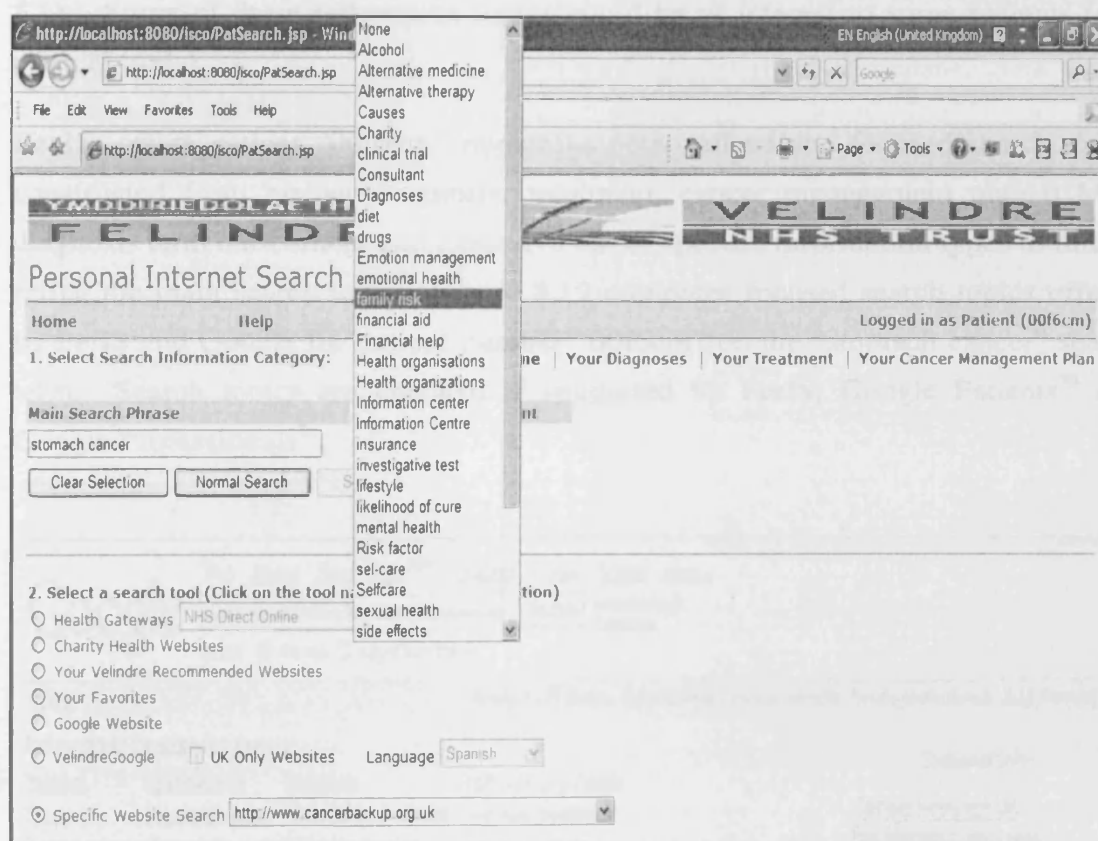 http://localhost:8080/isco/PatSearch.jsp - Wind
EN English (United Kingdom)
http://localhost:8080/isco/PatSearch.jsp
Google
File Edit View Favorites Tools Help
http://localhost:8080/isco/PatSearch.jsp
Page Tools
YMDDIRIEDOLAETH
FELINDR
VELINDRE
NHS TRUST
Personal Internet Search
Home Help Logged in as Patient (00f6cm)
1. Select Search Information Category: ne | Your Diagnoses | Your Treatment | Your Cancer Management Plan
Main Search Phrase nt
stomach cancer
Clear Selection Normal Search S
None
Alcohol
Alternative medicine
Alternative therapy
Causes
Charity
clinical trial
Consultant
Diagnoses
diet
drugs
Emotion management
emotional health
family risk
financial aid
Financial help
Health organisations
Health organizations
Information center
Information Centre
insurance
investigative test
lifestyle
likelihood of cure
mental health
Risk factor
sel-care
Selfcare
sexual health
side effects
2. Select a search tool (Click on the tool na tion)
Health Gateways NHS Direct Online
Charity Health Websites
Your Velindre Recommended Websites
Your Favorites
Google Website
VelindreGoogle UK Only Websites Language Spanish
Specific Website Search http://www.cancerbackup.org.uk